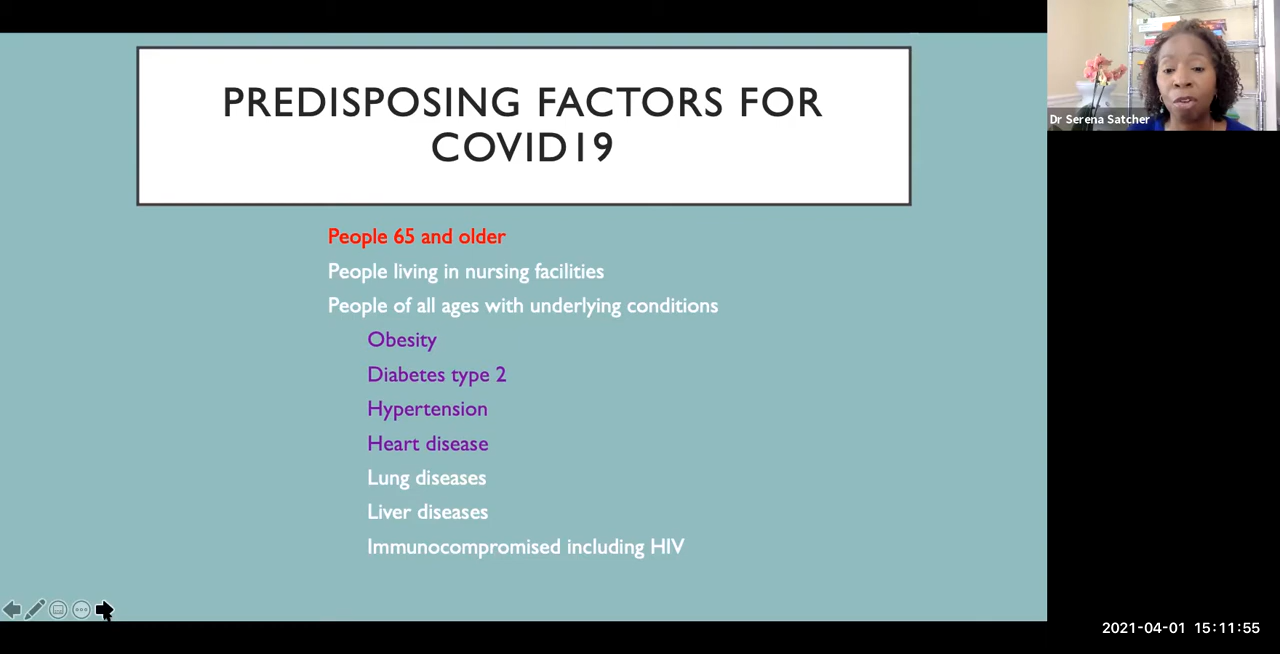 PREDISPOSING FACTORS FOR
COVID19
People 65 and older
People living in nursing facilities
People of all ages with underlying conditions
Obesity
Diabetes type 2
Hypertension
Heart disease
Lung diseases
Liver diseases
Immunocompromised including HIV
Dr Serena Satcher
2021-04-01 15:11:55